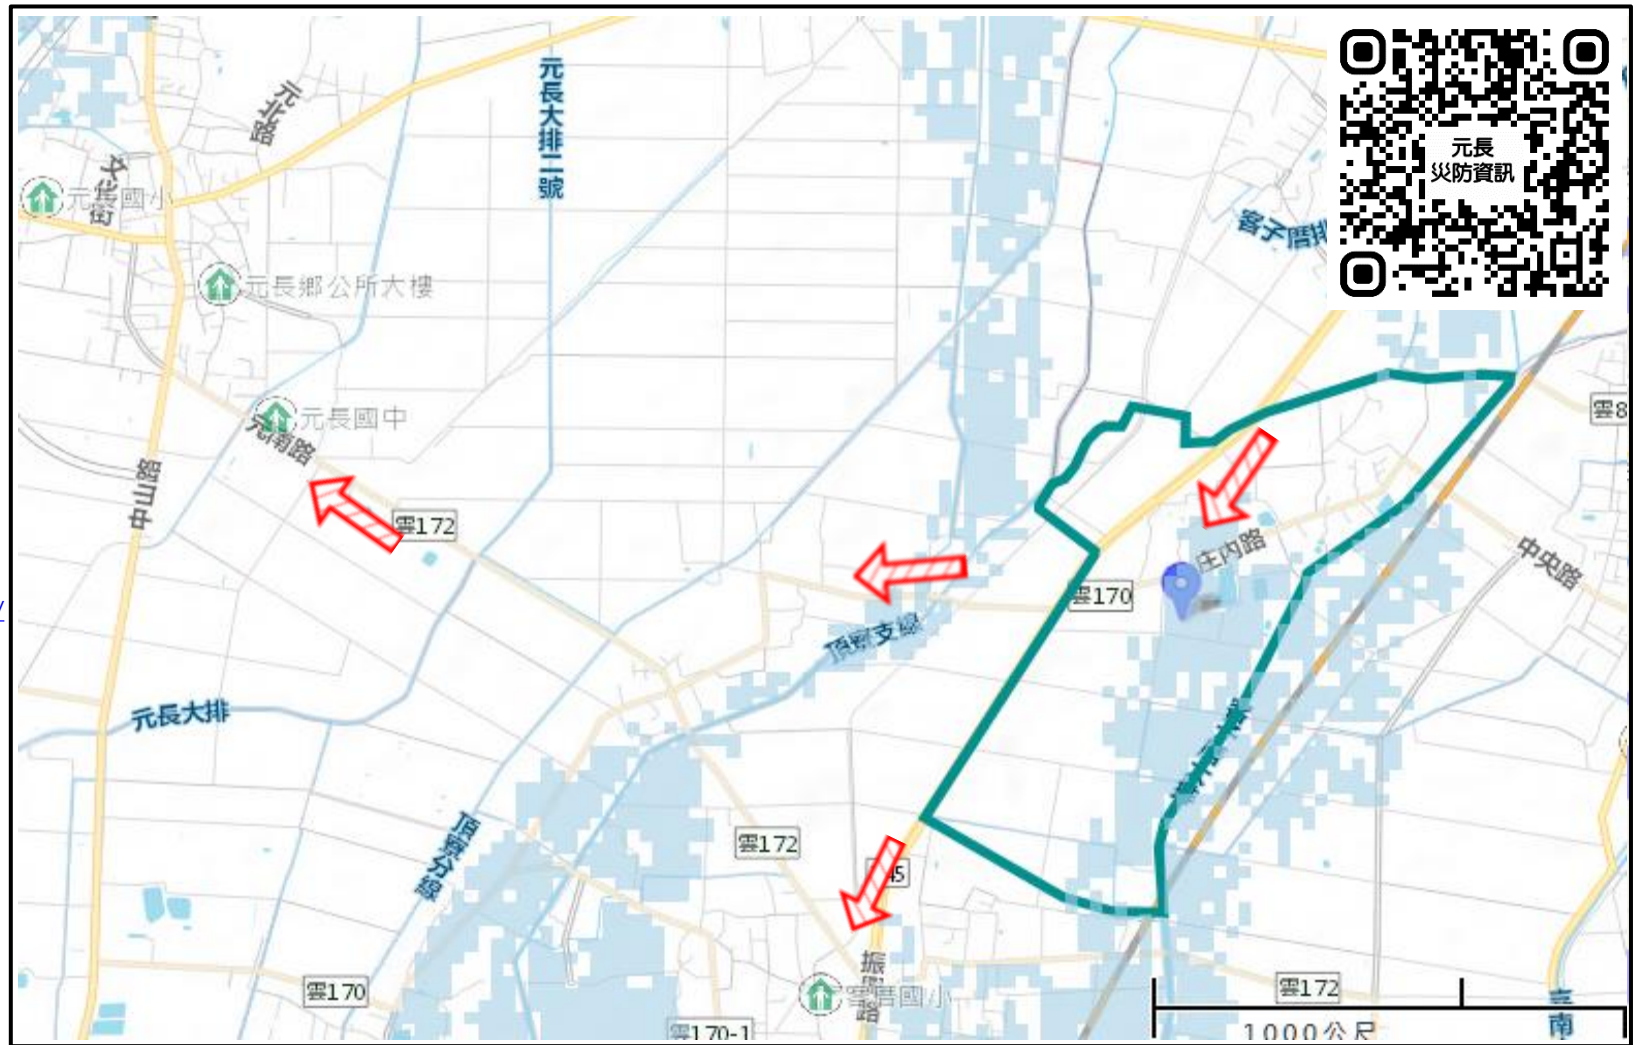 元北路
元長大排二號
元長
災防資訊
文化街
元長國小
客子厝排
元長鄉公所大樓
元長國中
元南路
雲8
中山路
雲172
庄內路
中央路
雲170
頂寮支線
元長大排
頂寮分線
雲172
45
振興路
客厝國小
雲170
雲172
雲170-1
1000公尺